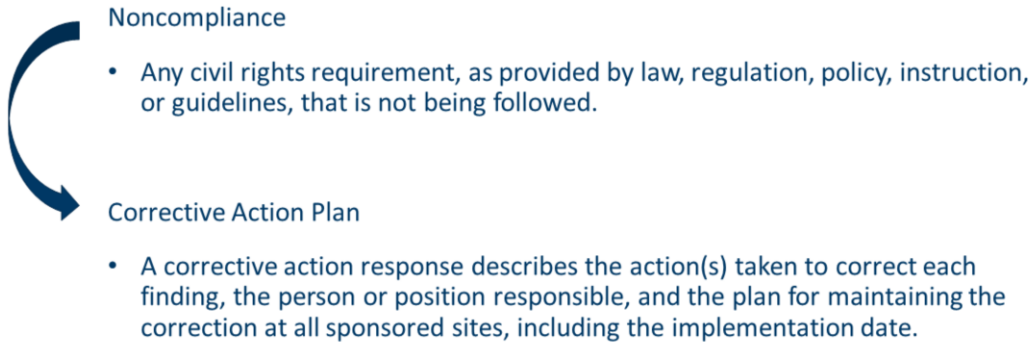 Noncompliance
• Any civil rights requirement, as provided by law, regulation, policy, instruction,
or guidelines, that is not being followed.
Corrective Action Plan
• A corrective action response describes the action(s) taken to correct each
finding, the person or position responsible, and the plan for maintaining the
correction at all sponsored sites, including the implementation date.